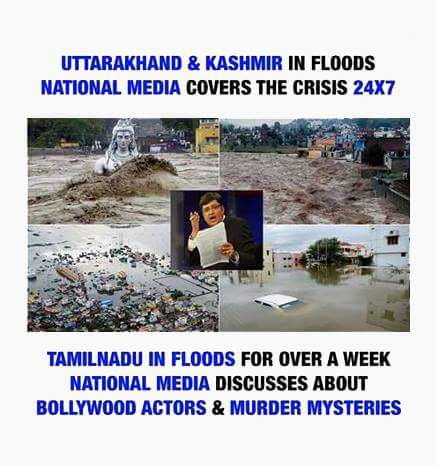 UTTARAKHAND & KASHMIR IN FLOODS
NATIONAL MEDIA COVERS THE CRISIS 24X7
TAMILNADU IN FLOODS FOR OVER A WEEK
NATIONAL MEDIA DISCUSSES ABOUT
BOLLYWOOD ACTORS & MURDER MYSTERIES